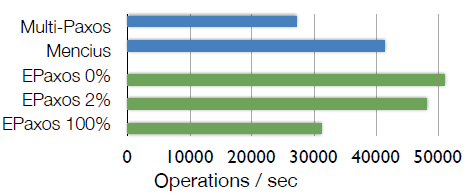 Multi-Paxos
Mencius
EPaxos 0%
EPaxos 2%
EPaxos 100%
0 10000 20000 30000 40000 50000
Operations / sec